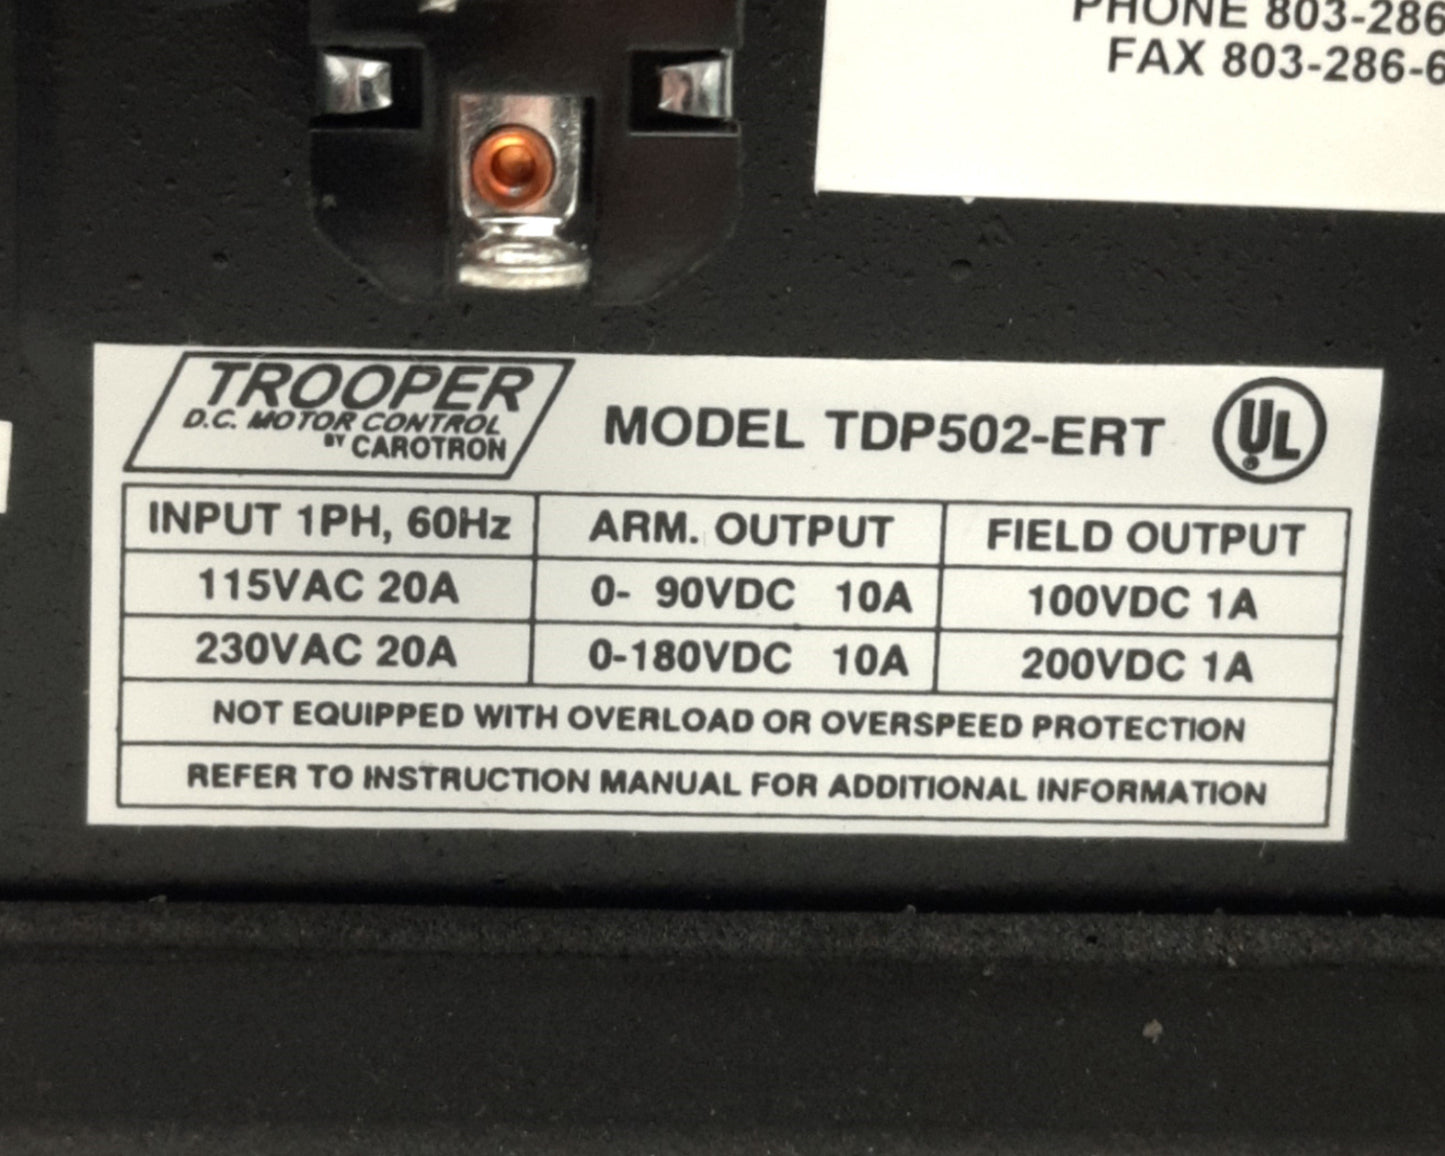 PHONE 803-286
FAX 803-286-6
TROOPER
D.C. MOTOR CONTROL
BY CAROTRON
MODEL TDP502-ERT
UL
®
INPUT 1PH, 60Hz ARM. OUTPUT FIELD OUTPUT
115VAC 20A 0- 90VDC 10A 100VDC 1A
230VAC 20A 0-180VDC 10A 200VDC 1A
NOT EQUIPPED WITH OVERLOAD OR OVERSPEED PROTECTION
REFER TO INSTRUCTION MANUAL FOR ADDITIONAL INFORMATION